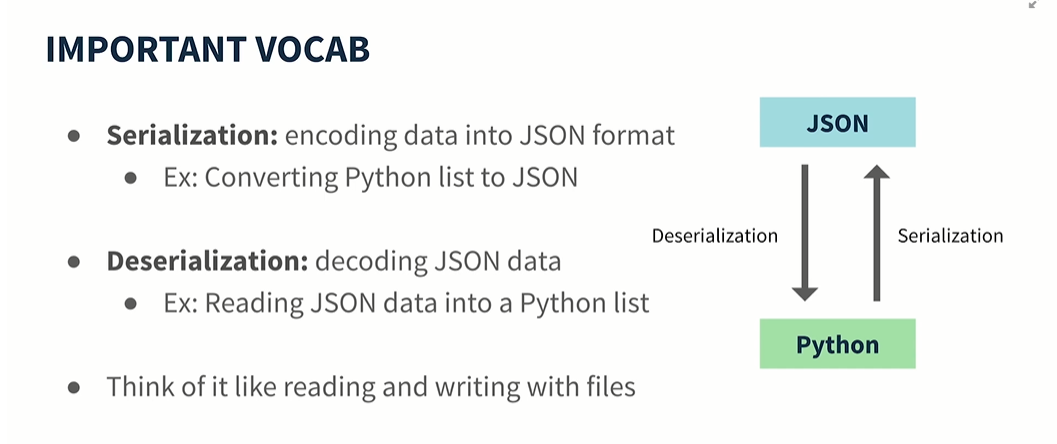 IMPORTANT VOCAB
● Serialization: encoding data into JSON format
● Ex: Converting Python list to JSON
● Deserialization: decoding JSON data
● Ex: Reading JSON data into a Python list
● Think of it like reading and writing with files
JSON
Deserialization
Serialization
Python